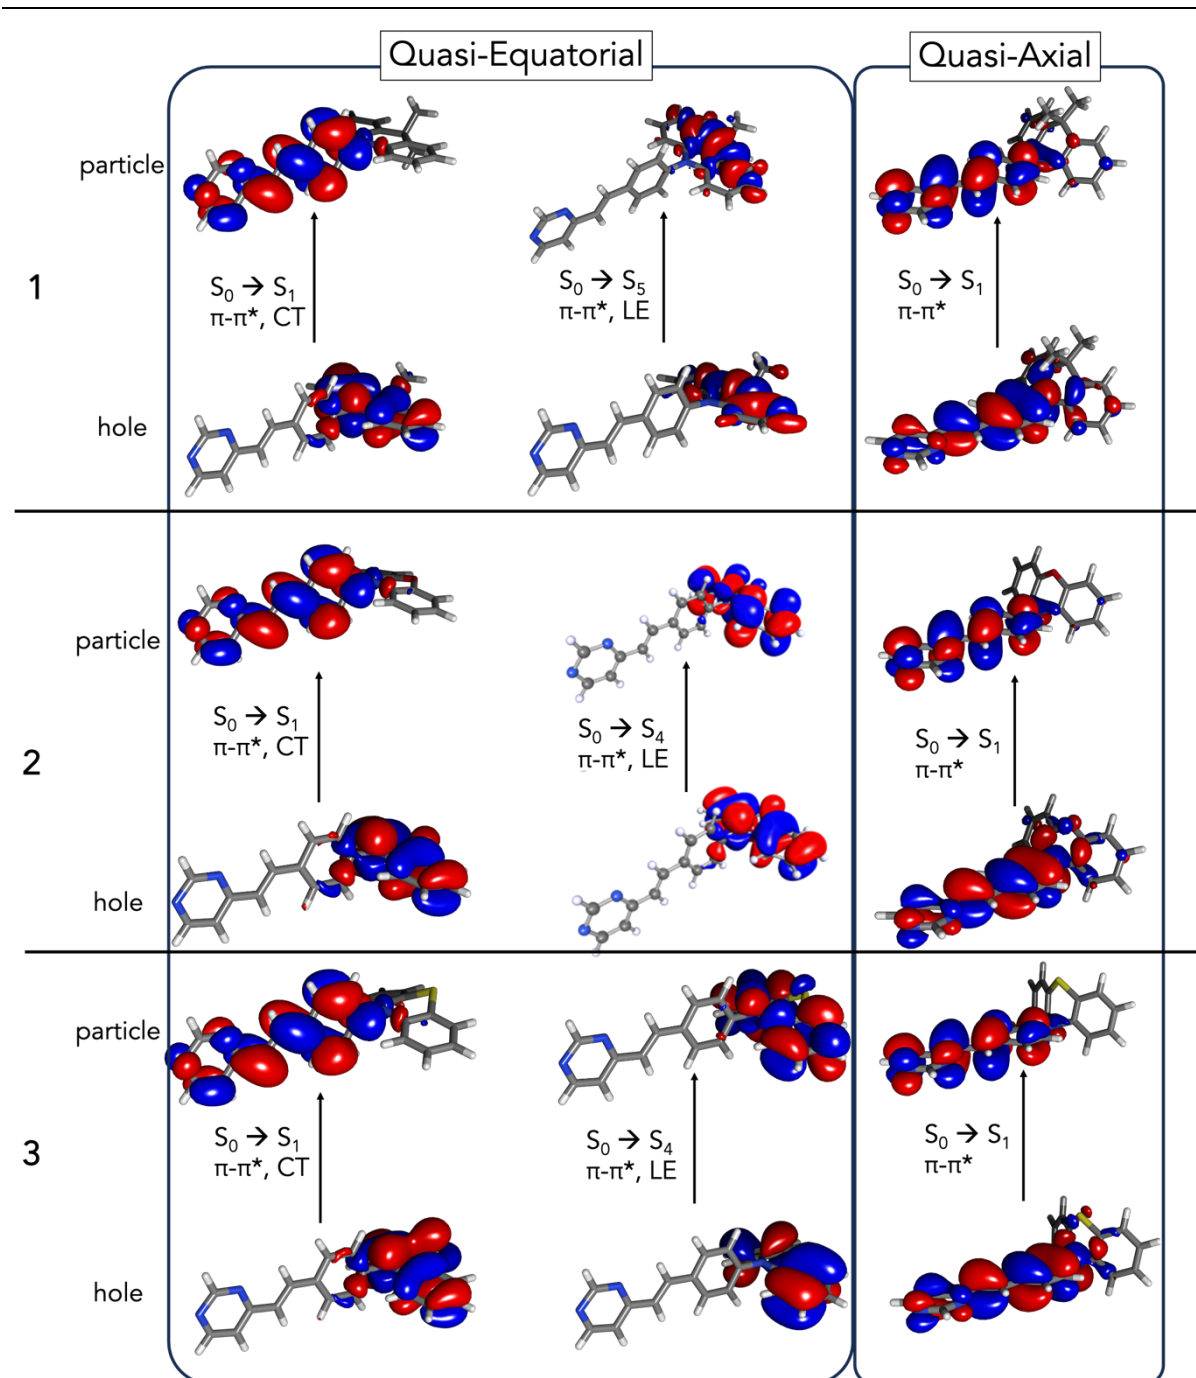 Quasi-Equatorial
Quasi-Axial
particle
1
S₀ → S₁
π-π*, CT
S₀ → S₅
π-π*, LE
S₀ → S₁
π-π*
hole
particle
2
S₀ → S₁
π-π*, CT
S₀ → S₄
π-π*, LE
S₀ → S₁
π-π*
hole
particle
3
S₀ → S₁
π-π*, CT
S₀ → S₄
π-π*, LE
S₀ → S₁
π-π*
hole